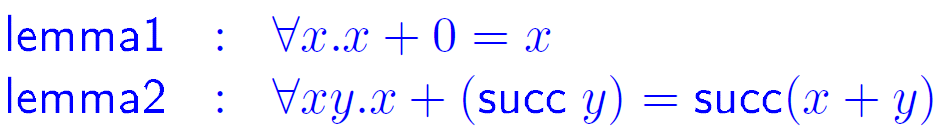 lemma1 : ∀x.x + 0 = x
lemma2 : ∀xy.x + (succ y) = succ(x + y)